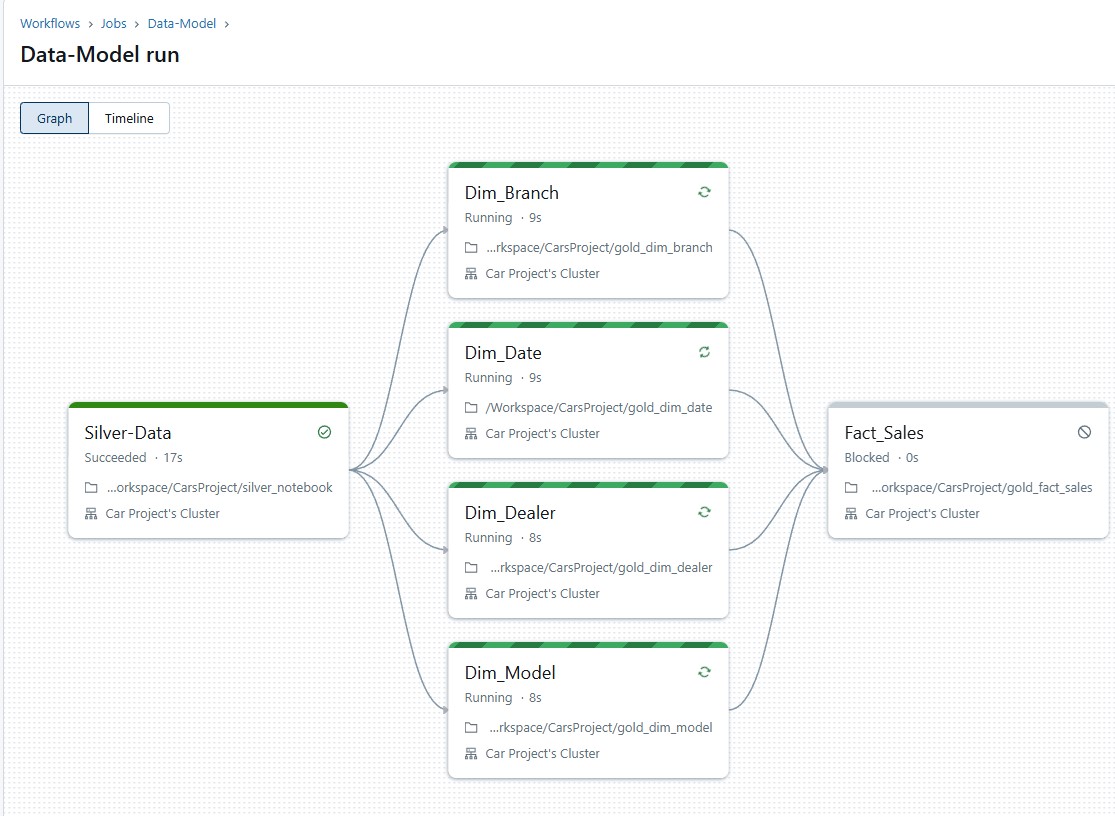 Workflows › Jobs › Data-Model ›
Data-Model run
Graph Timeline
Dim_Branch
Running · 9s
...rkspace/CarsProject/gold_dim_branch
Car Project's Cluster
Dim_Date
Running · 9s
/Workspace/CarsProject/gold_dim_date
Car Project's Cluster
Silver-Data
Succeeded · 17s
...orkspace/CarsProject/silver_notebook
Car Project's Cluster
Dim_Dealer
Running · 8s
...rkspace/CarsProject/gold_dim_dealer
Car Project's Cluster
Dim_Model
Running · 8s
...rkspace/CarsProject/gold_dim_model
Car Project's Cluster
Fact_Sales
Blocked · 0s
...orkspace/CarsProject/gold_fact_sales
Car Project's Cluster